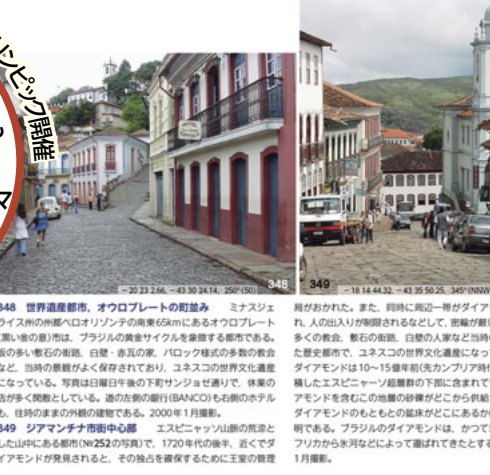 ンピック開催
マ
BANCO
− 20 23 2.66, − 43 30 24.14, 250° (50)
348
349
− 18 14 44.32, − 43 35 50.25, 345° (NNW
348 世界遺産都市，オウロプレートの町並み ミナスジェ
ライス州の州都ベロオリゾンテの南東65kmにあるオウロプレート
(黒い金の意)市は，ブラジルの黄金サイクルを象徴する都市である。
坂の多い敷石の街路，白壁・赤瓦の家，バロック様式の多数の教会
など，当時の景観がよく保存されており，ユネスコの世界文化遺産
になっている。写真は日曜日午後の下町サンジョゼ通りで，休業の
店が多く閑散としている。道の左側の銀行(BANCO)も右側のホテル
も，往時のままの外観の建物である。2000年1月撮影。
349 ジアマンチナ市街中心部 エスピニャッソ山脈の荒涼と
した山中にある都市(№252の写真)で，1720年代の後半，近くでダ
イアモンドが発見されると，その独占を確保するために王室の管理
局がおかれた。また，同時に周辺一帯がダイアモ
れ，人の出入りが制限されるなどして，密輸が厳し
多くの教会，敷石の街路，白壁の人家など当時の
た歴史都市で，ユネスコの世界文化遺産になって
ダイアモンドは10〜15億年前(先カンブリア時代
積したエスピニャーソ超層群の下部に含まれてい
アモンドを含むこの地層の砂礫がどこから供給
ダイアモンドのもともとの鉱床がどこにあるか
明である。ブラジルのダイアモンドは，かつて
フリカから氷河などによって運ばれてきたとする
1月撮影。